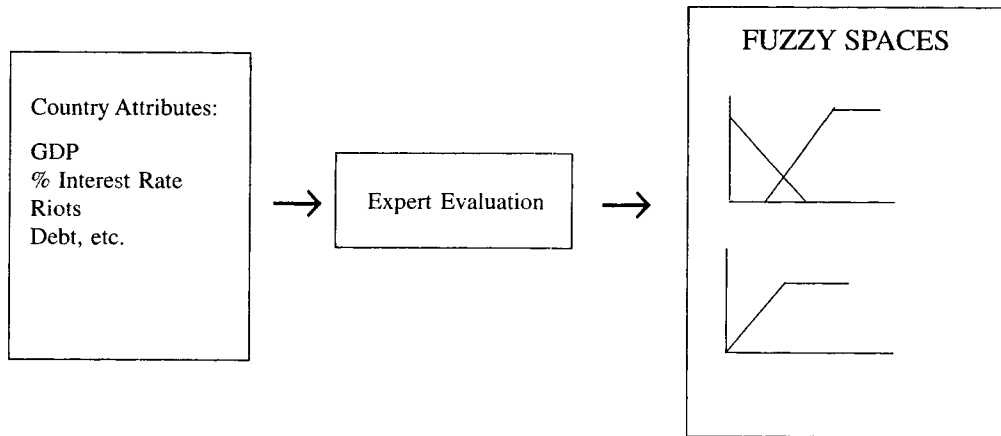 Country Attributes:
GDP
% Interest Rate
Riots
Debt, etc.
Expert Evaluation
FUZZY SPACES